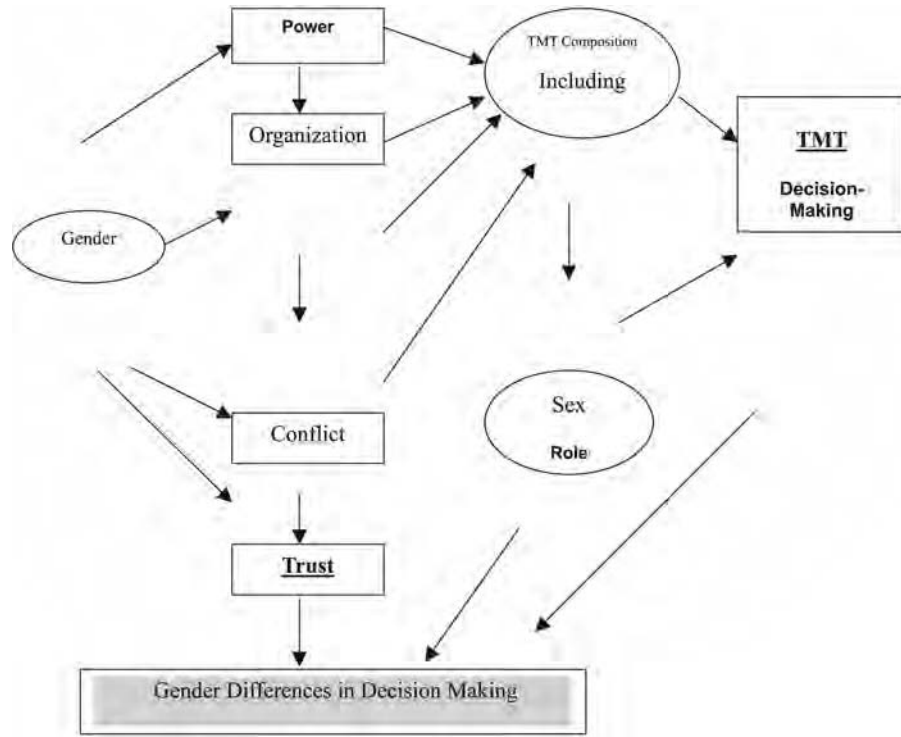 Power
TMT Composition
Including
Organization
TMT
Decision-
Making
Gender
Conflict
Sex
Role
Trust
Gender Differences in Decision Making